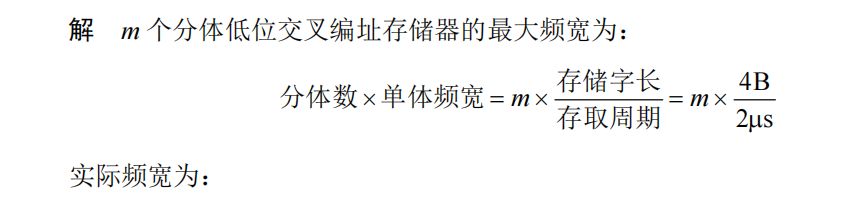 解 m 个分体低位交叉编址存储器的最大频宽为：
分体数×单体频宽 = m × 存储字长/存取周期 = m × 4B/2μs
实际频宽为：